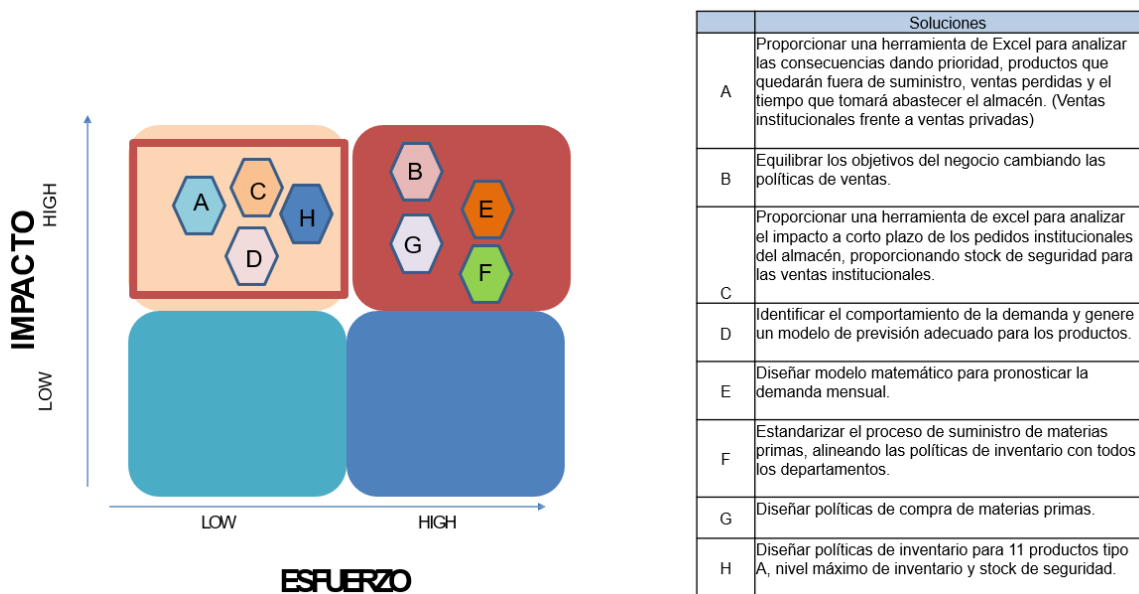 IMPACTO
HIGH
LOW
A
C
H
D
B
E
G
F
LOW
HIGH
ESFUERZO
Soluciones
A
Proporcionar una herramienta de Excel para analizar
las consecuencias dando prioridad, productos que
quedarán fuera de suministro, ventas perdidas y el
tiempo que tomará abastecer el almacén. (Ventas
institucionales frente a ventas privadas)
B
Equilibrar los objetivos del negocio cambiando las
políticas de ventas.
C
Proporcionar una herramienta de excel para analizar
el impacto a corto plazo de los pedidos institucionales
del almacén, proporcionando stock de seguridad para
las ventas institucionales.
D
Identificar el comportamiento de la demanda y genere
un modelo de previsión adecuado para los productos.
E
Diseñar modelo matemático para pronosticar la
demanda mensual.
F
Estandarizar el proceso de suministro de materias
primas, alineando las políticas de inventario con todos
los departamentos.
G
Diseñar políticas de compra de materias primas.
H
Diseñar políticas de inventario para 11 productos tipo
A, nivel máximo de inventario y stock de seguridad.